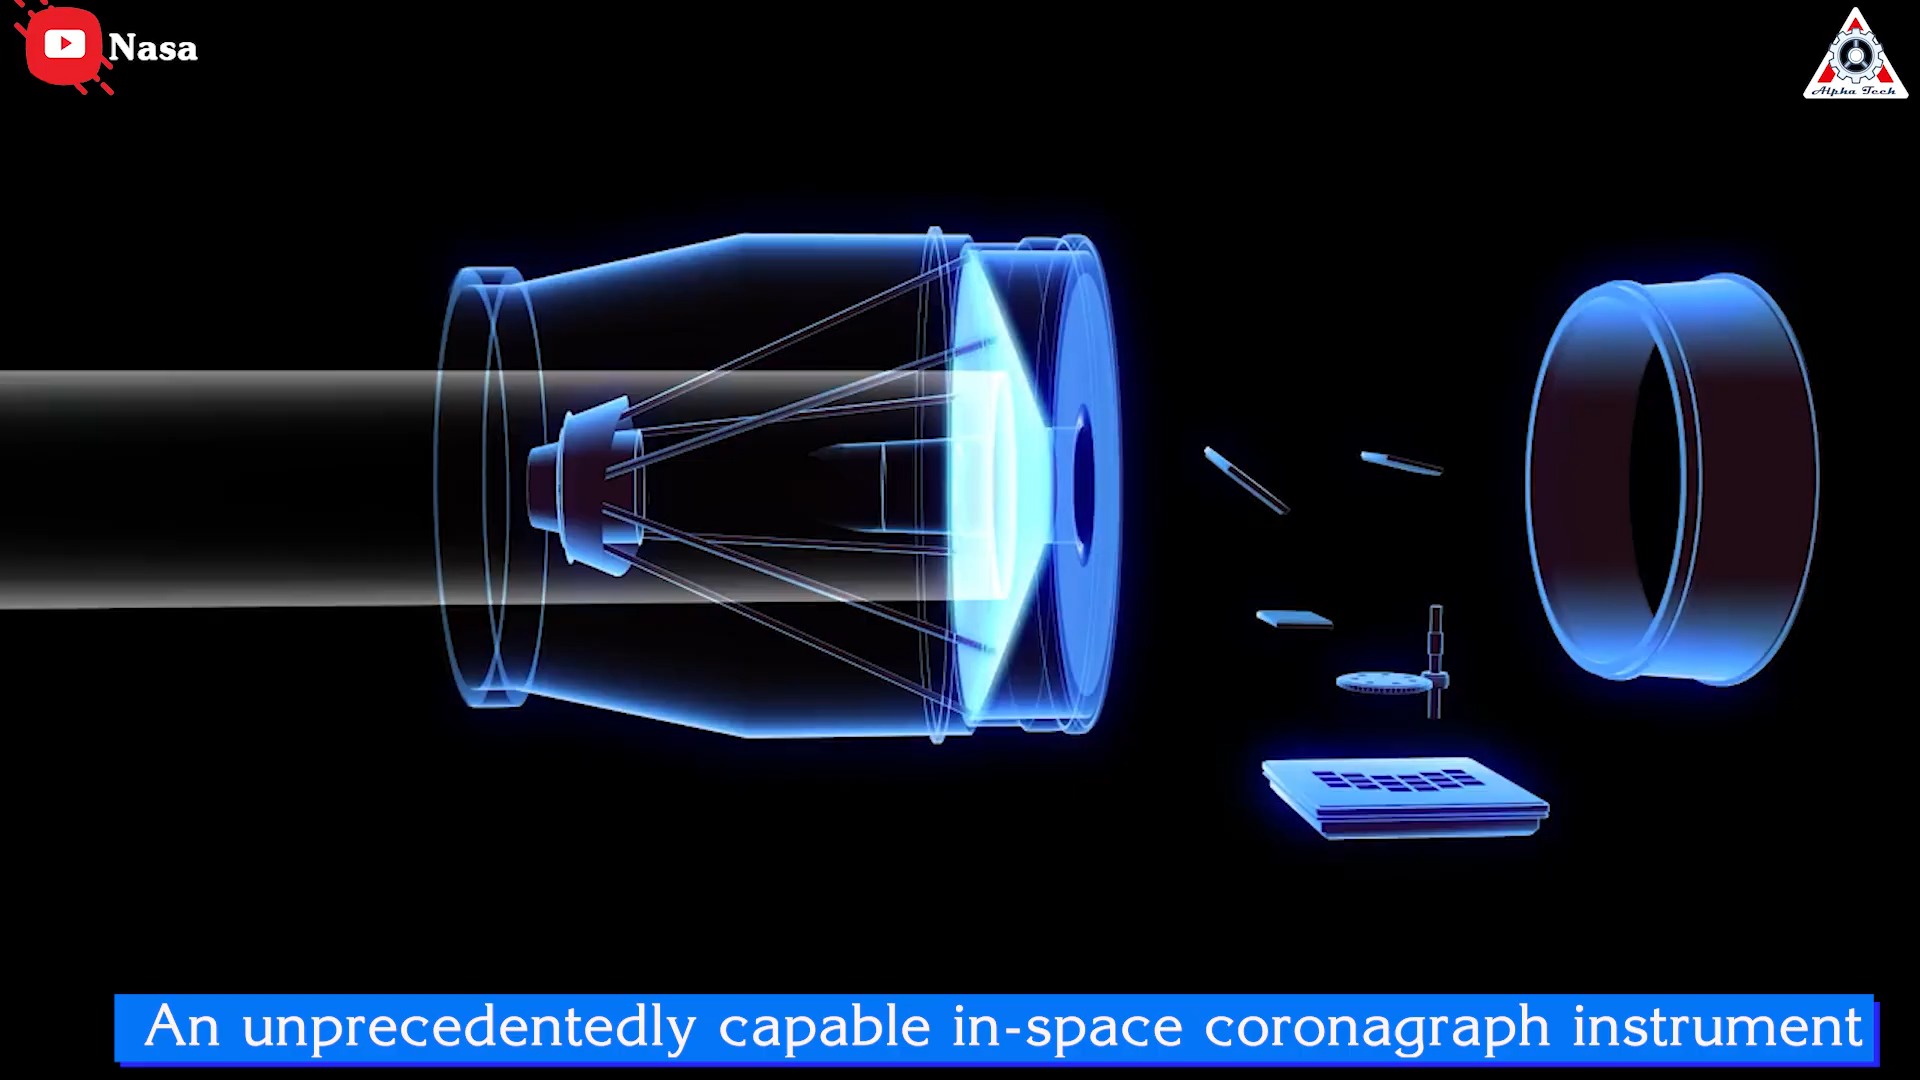 Nasa
Alpha Tech
An unprecedentedly capable in-space coronagraph instrument